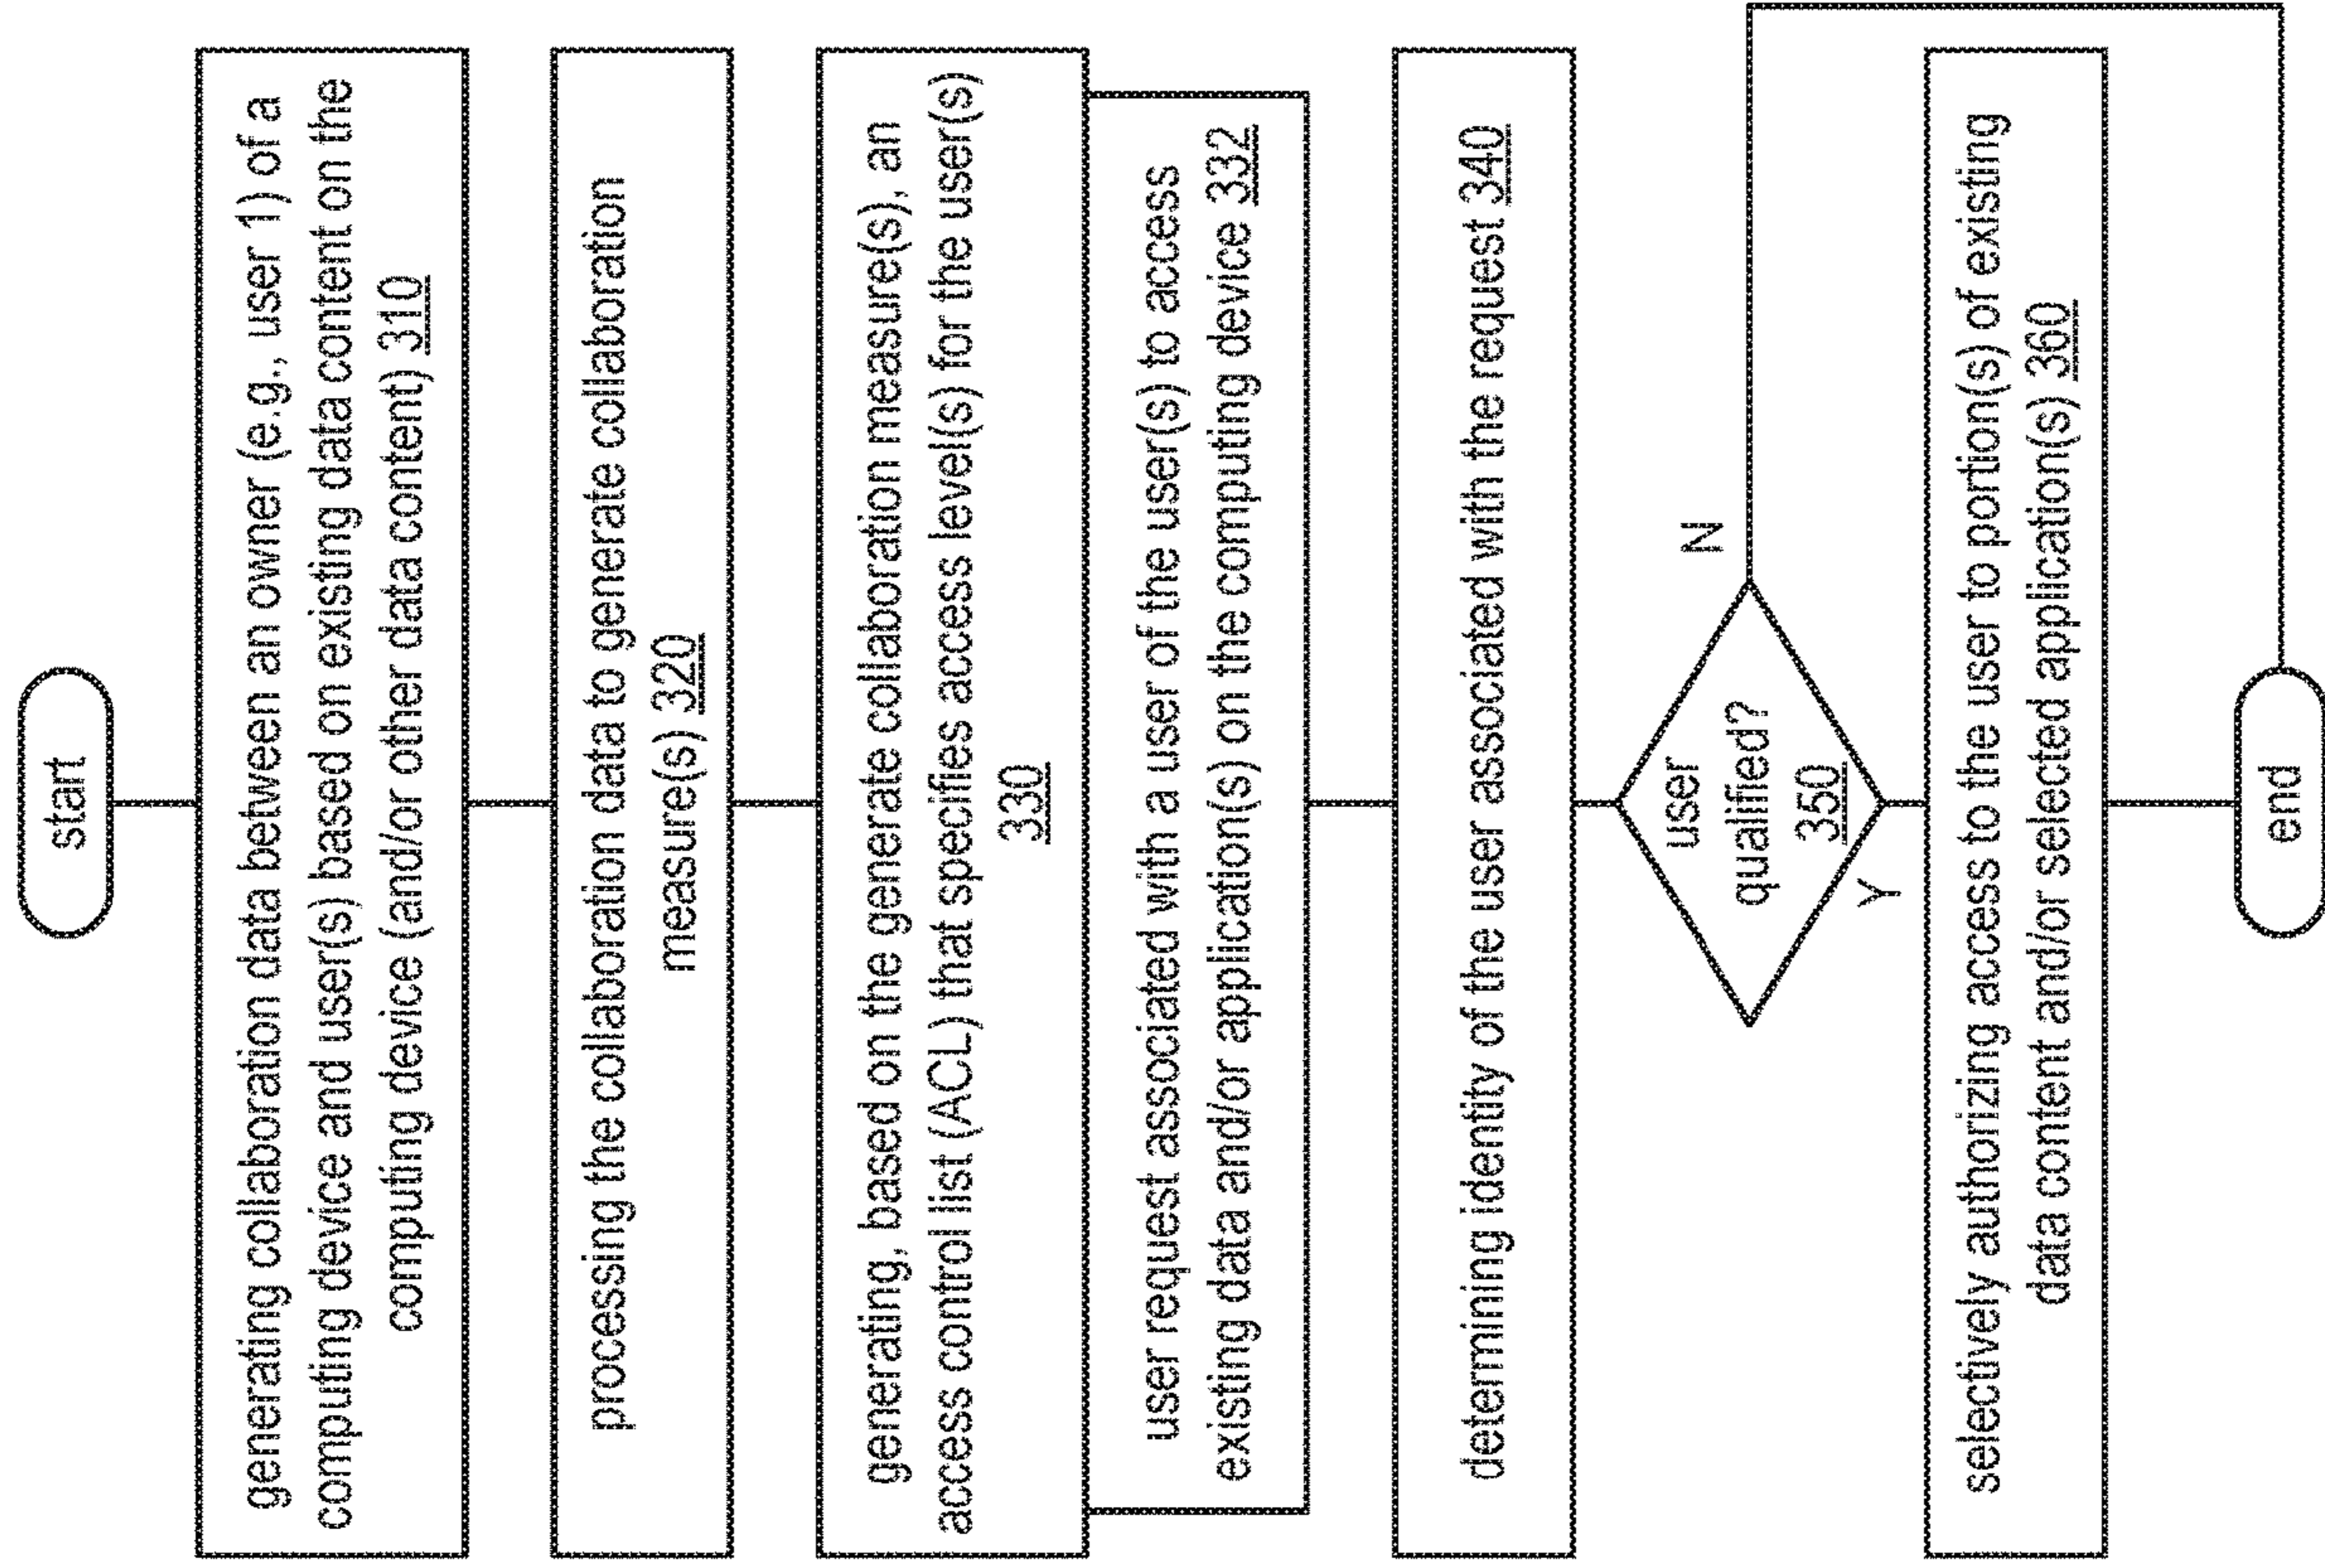 start
generating collaboration data between an owner (e.g., user 1) of a
computing device and user(s) based on existing data content on the
computing device (and/or other data content) 310
processing the collaboration data to generate collaboration
measure(s) 320
generating, based on the generate collaboration measure(s), an
access control list (ACL) that specifies access level(s) for the user(s)
330
user request associated with a user of the user(s) to access
existing data and/or applications(s) on the computing device 332
determining identity of the user associated with the request 340
user
qualified?
350
N
Y
selectively authorizing access to the user to portion(s) of existing
data content and/or selected application(s) 360
end